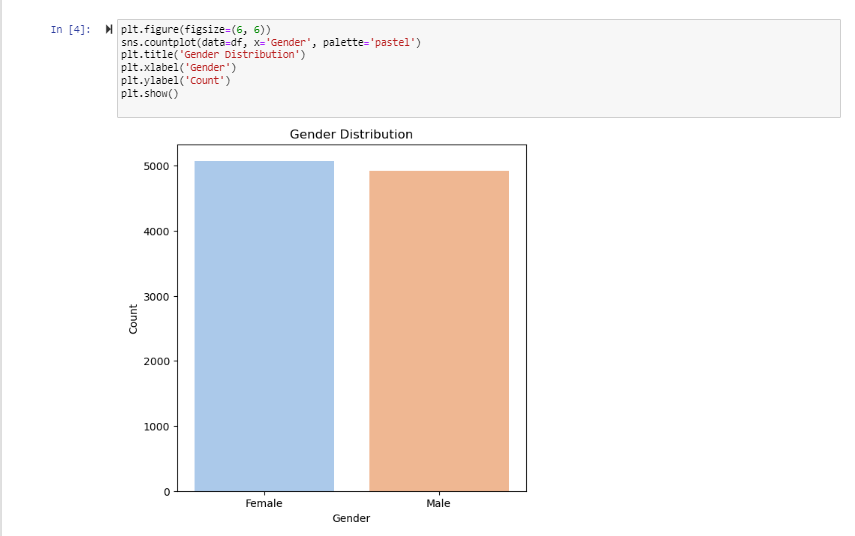 In [4]:
plt.figure(figsize=(6, 6))
sns.countplot(data=df, x='Gender', palette='pastel')
plt.title('Gender Distribution')
plt.xlabel('Gender')
plt.ylabel('Count')
plt.show()
Gender Distribution
5000
4000
3000
2000
1000
0
Count
Female Male
Gender